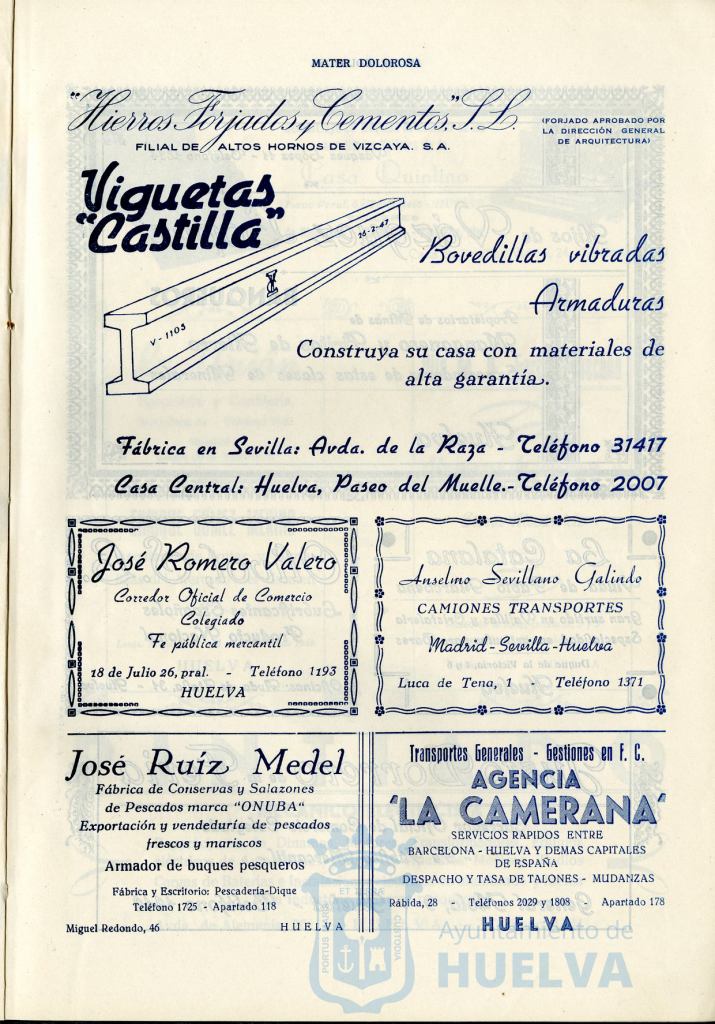 MATER DOLOROSA
"Hierros Forjados y Cementos", S. L.
(FORJADO APROBADO POR
LA DIRECCIÓN GENERAL
DE ARQUITECTURA)
FILIAL DE ALTOS HORNOS DE VIZCAYA. S. A.
Viguetas
"Castilla"
26-2-47
V-1103
Bovedillas vibradas
Armaduras
Construya su casa con materiales de
alta garantía.
Fábrica en Sevilla: Avda. de la Raza - Teléfono 31417
Casa Central: Huelva, Paseo del Muelle.-Teléfono 2007
José Romero Valero
Corredor Oficial de Comercio
Colegiado
Fe pública mercantil
18 de Julio 26, pral. - Teléfono 1193
HUELVA
Anselmo Sevillano Galindo
CAMIONES TRANSPORTES
Madrid-Sevilla-Huelva
Luca de Tena, 1 - Teléfono 1371
José Ruíz Medel
Fábrica de Conservas y Salazones
de Pescados marca "ONUBA"
Exportación y vendeduría de pescados
frescos y mariscos
Armador de buques pesqueros
Fábrica y Escritorio: Pescadería-Dique
Teléfono 1725 - Apartado 118
Miguel Redondo, 46 HUELVA
Transportes Generales - Gestiones en F. C.
AGENCIA
'LA CAMERANA'
SERVICIOS RAPIDOS ENTRE
BARCELONA - HUELVA Y DEMAS CAPITALES
DE ESPAÑA
DESPACHO Y TASA DE TALONES - MUDANZAS
Rábida, 28 - Teléfonos 2029 y 1808 - Apartado 178
HUELVA
PORTUS MARIS ET TERRAE CUSTODIA
Ayuntamiento de
HUELVA